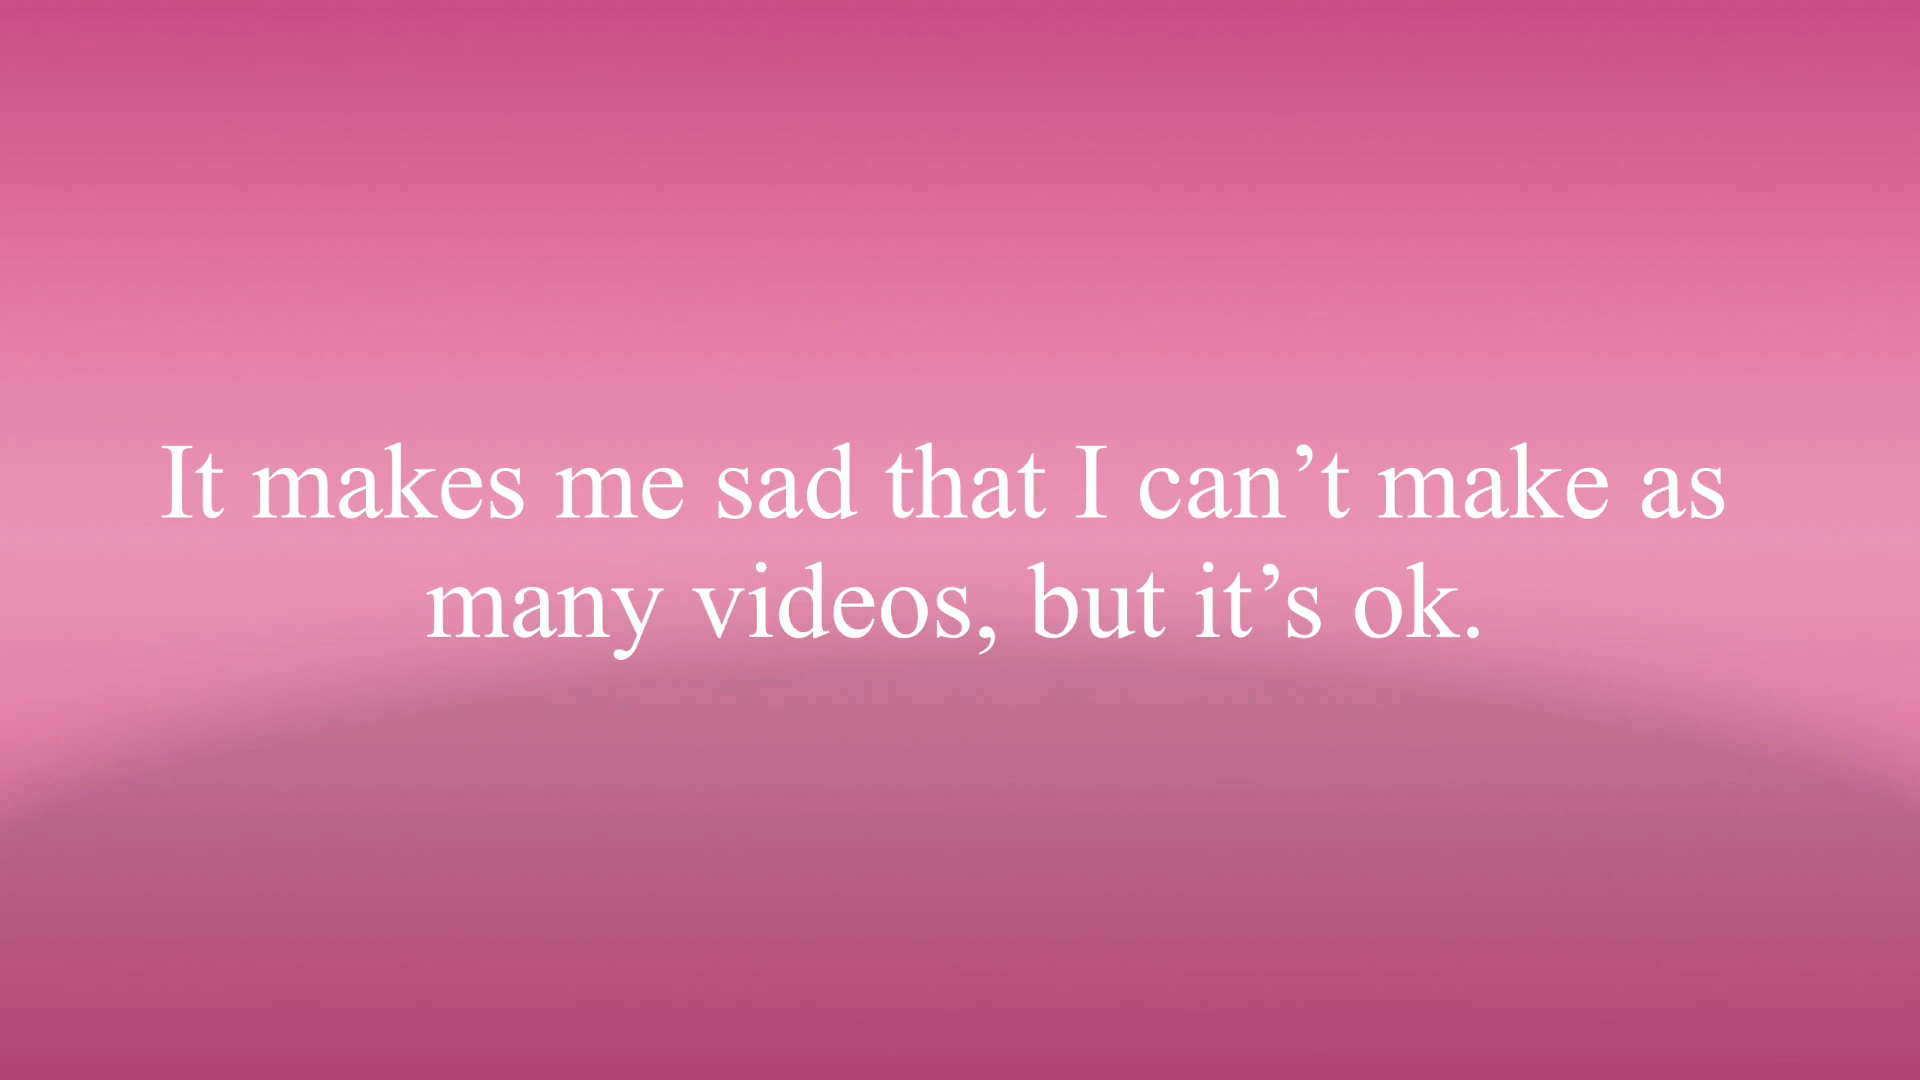 It makes me sad that I can’t make as
many videos, but it’s ok.